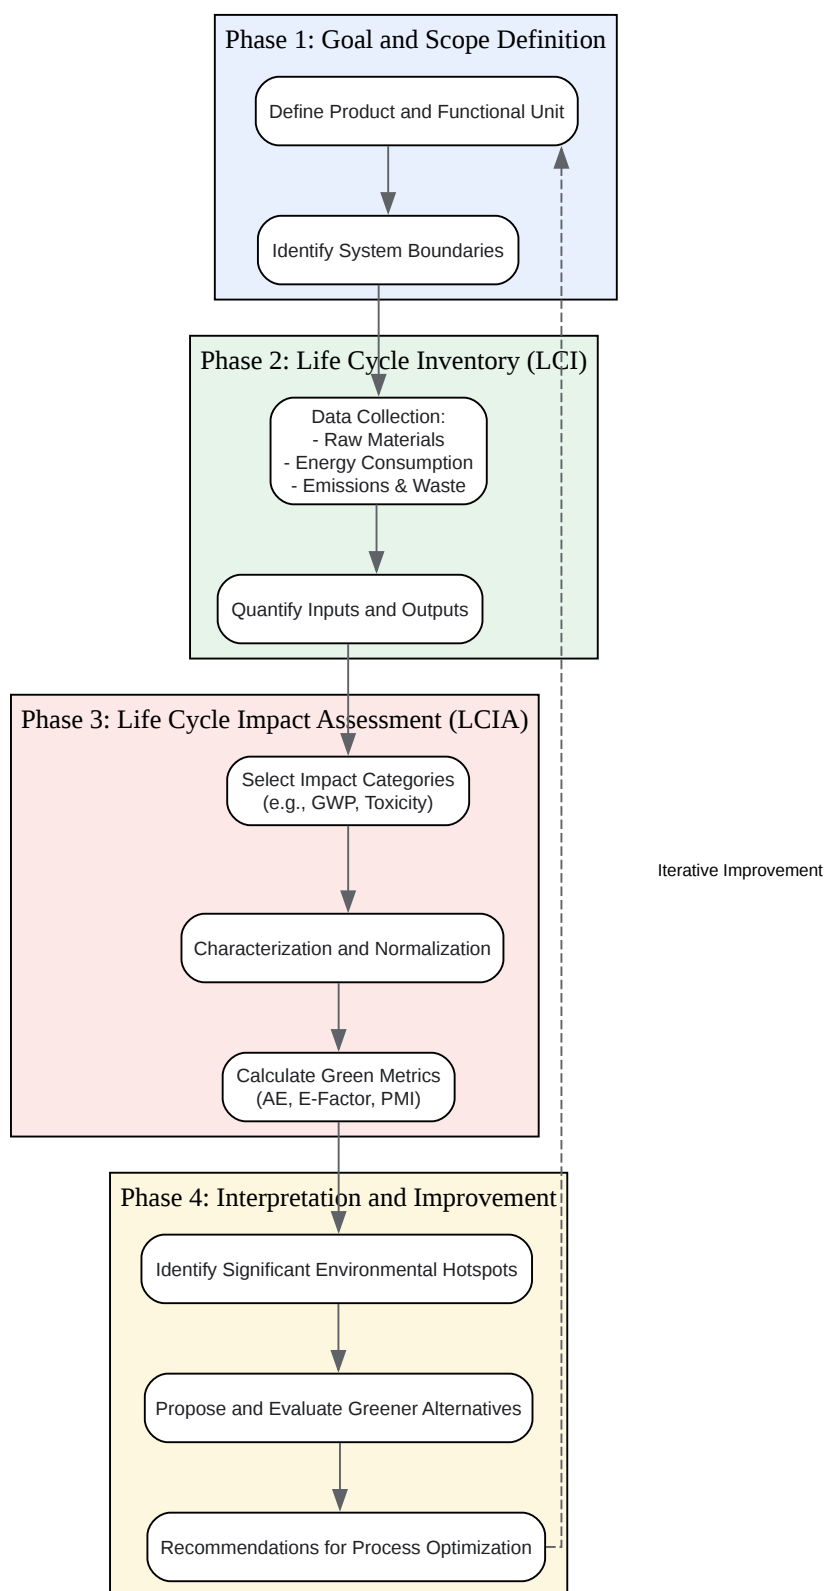 Phase 1: Goal and Scope Definition
Define Product and Functional Unit
Identify System Boundaries
Phase 2: Life Cycle Inventory (LCI)
Data Collection:
- Raw Materials
- Energy Consumption
- Emissions & Waste
Quantify Inputs and Outputs
Phase 3: Life Cycle Impact Assessment (LCIA)
Select Impact Categories
(e.g., GWP, Toxicity)
Iterative Improvement
Characterization and Normalization
Calculate Green Metrics
(AE, E-Factor, PMI)
Phase 4: Interpretation and Improvement
Identify Significant Environmental Hotspots
Propose and Evaluate Greener Alternatives
Recommendations for Process Optimization